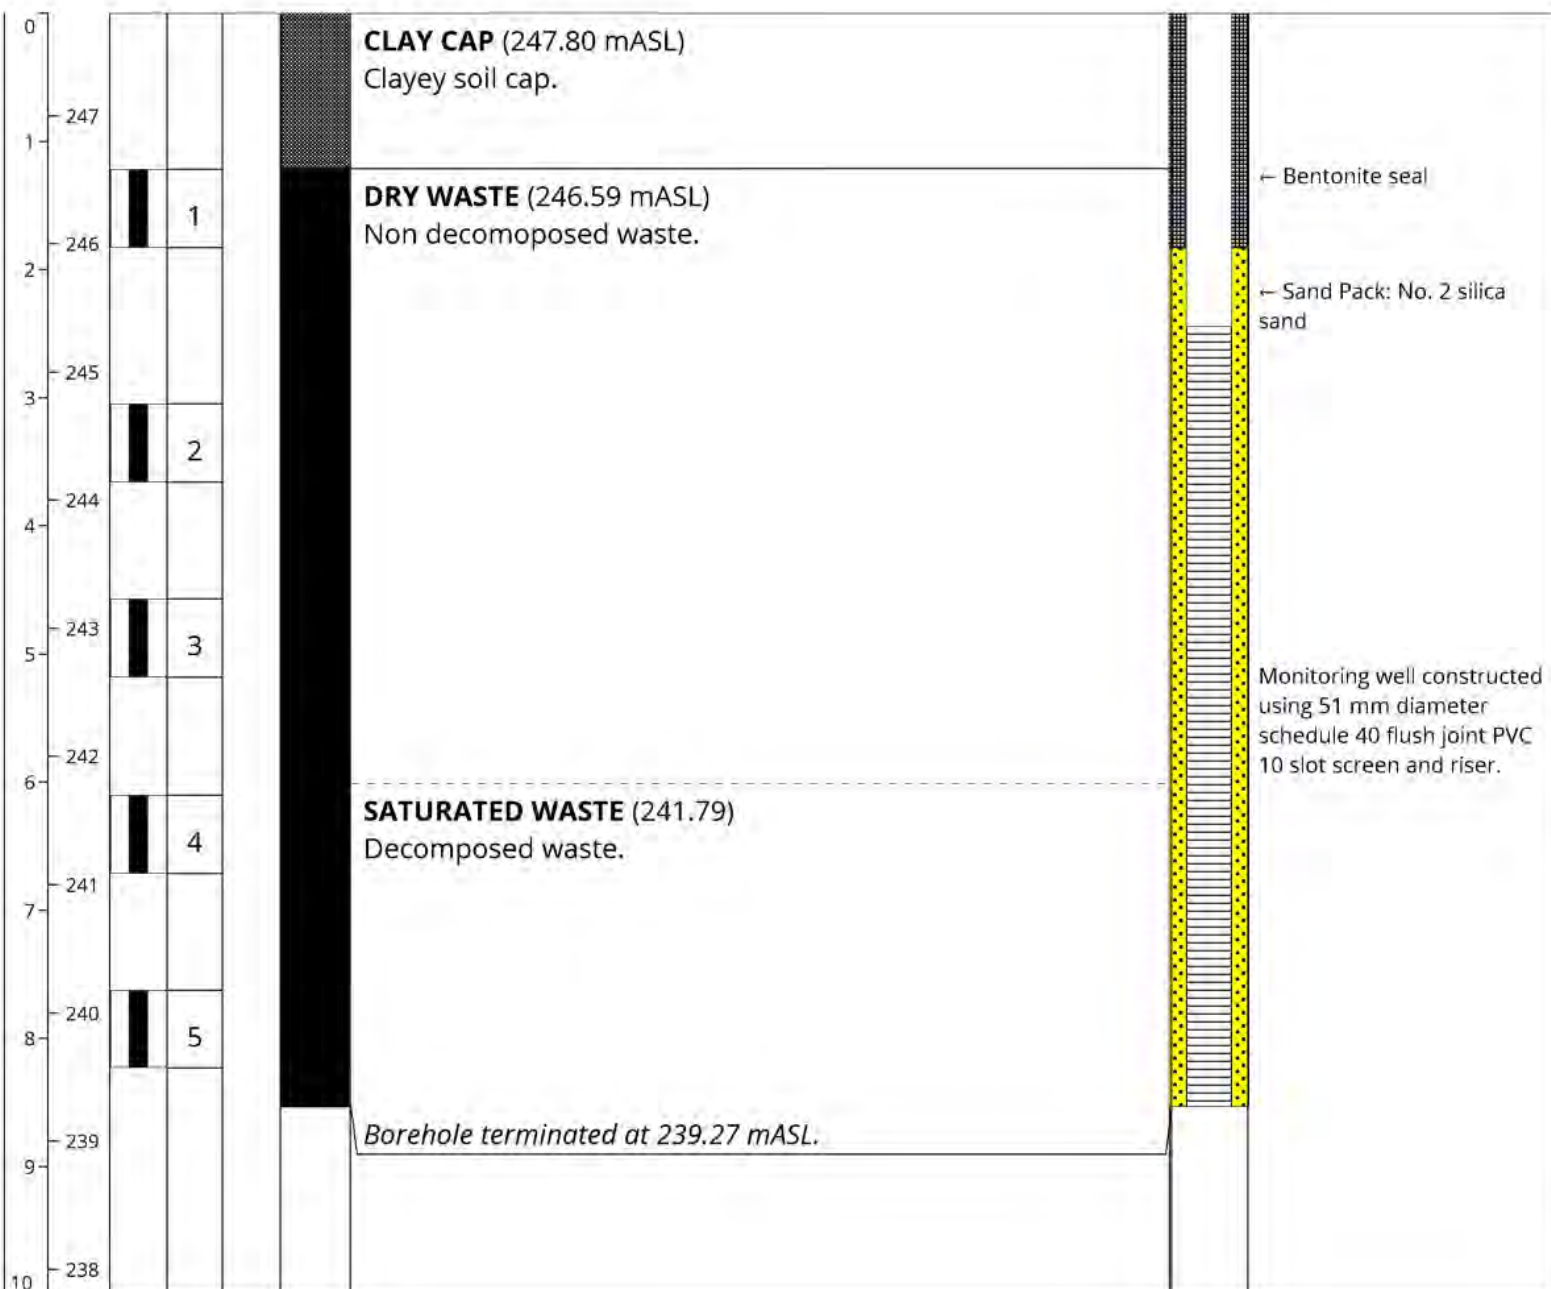 0
CLAY CAP (247.80 mASL)
Clayey soil cap.
247
1
DRY WASTE (246.59 mASL)
← Bentonite seal
1
Non decomoposed waste.
246
2
← Sand Pack: No. 2 silica
sand
245
3
2
244
4
243
3
5
Monitoring well constructed
using 51 mm diameter
schedule 40 flush joint PVC
10 slot screen and riser.
242
6
SATURATED WASTE (241.79)
4
Decomposed waste.
241
7
240
5
8
Borehole terminated at 239.27 mASL.
239
9
238
10